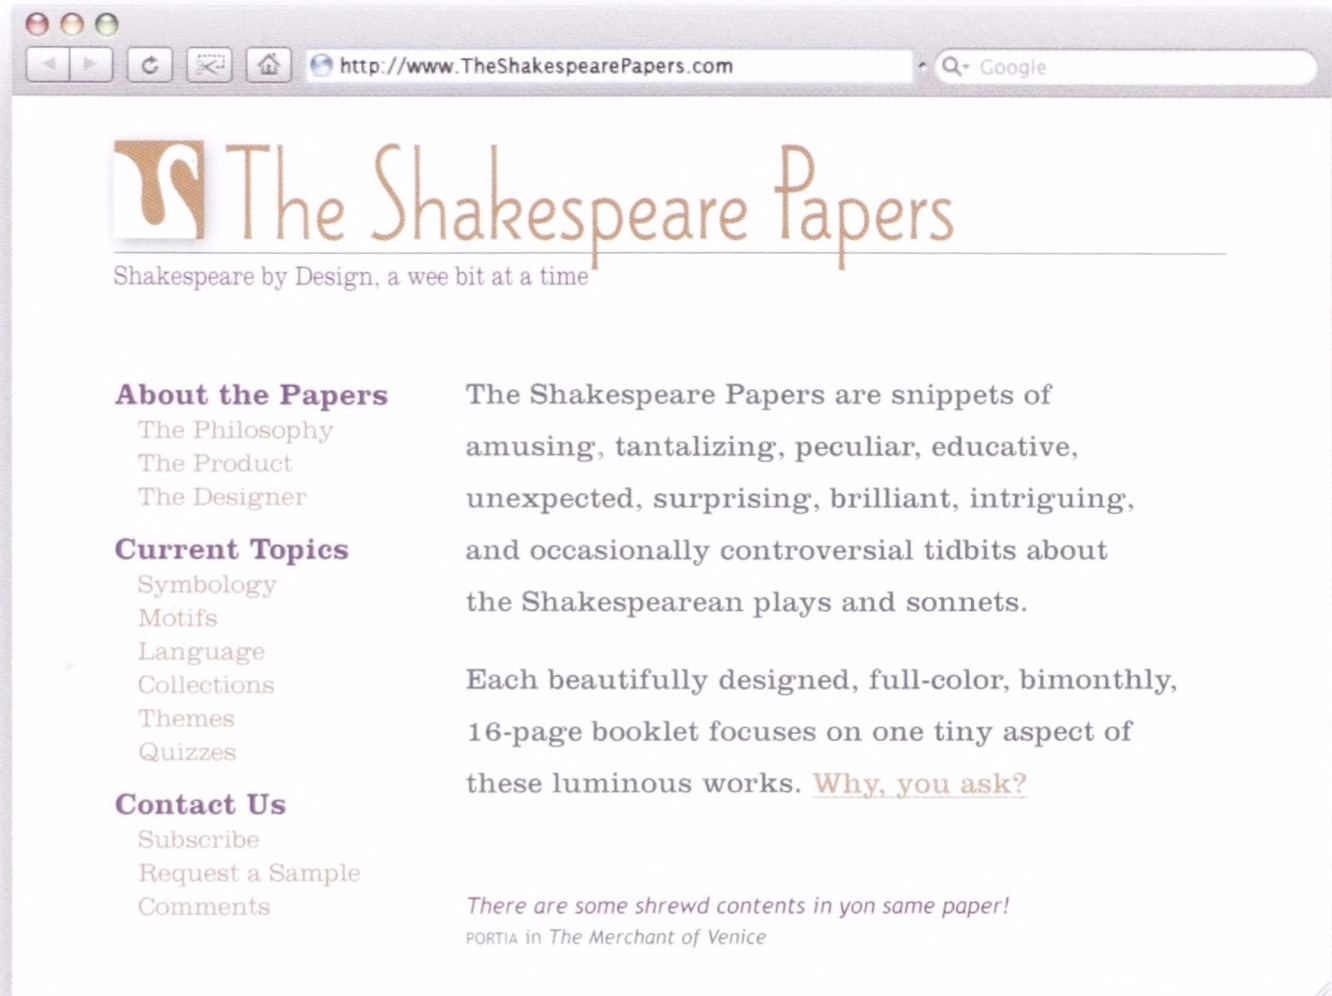 http://www.TheShakespearePapers.com
Google
The Shakespeare Papers
Shakespeare by Design, a wee bit at a time
About the Papers
The Philosophy
The Product
The Designer
Current Topics
Symbology
Motifs
Language
Collections
Themes
Quizzes
Contact Us
Subscribe
Request a Sample
Comments
The Shakespeare Papers are snippets of
amusing, tantalizing, peculiar, educative,
unexpected, surprising, brilliant, intriguing,
and occasionally controversial tidbits about
the Shakespearean plays and sonnets.
Each beautifully designed, full-color, bimonthly,
16-page booklet focuses on one tiny aspect of
these luminous works. Why, you ask?
There are some shrewd contents in yon same paper!
PORTIA in The Merchant of Venice